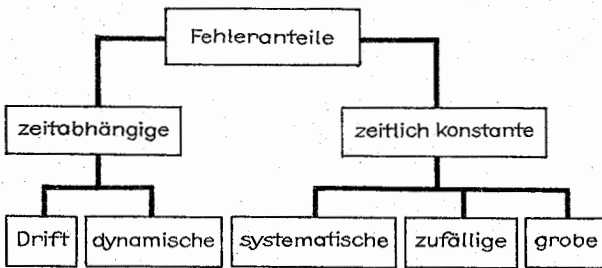 Fehleranteile
zeitabhängige
zeitlich konstante
Drift
dynamische
systematische
zufällige
grobe